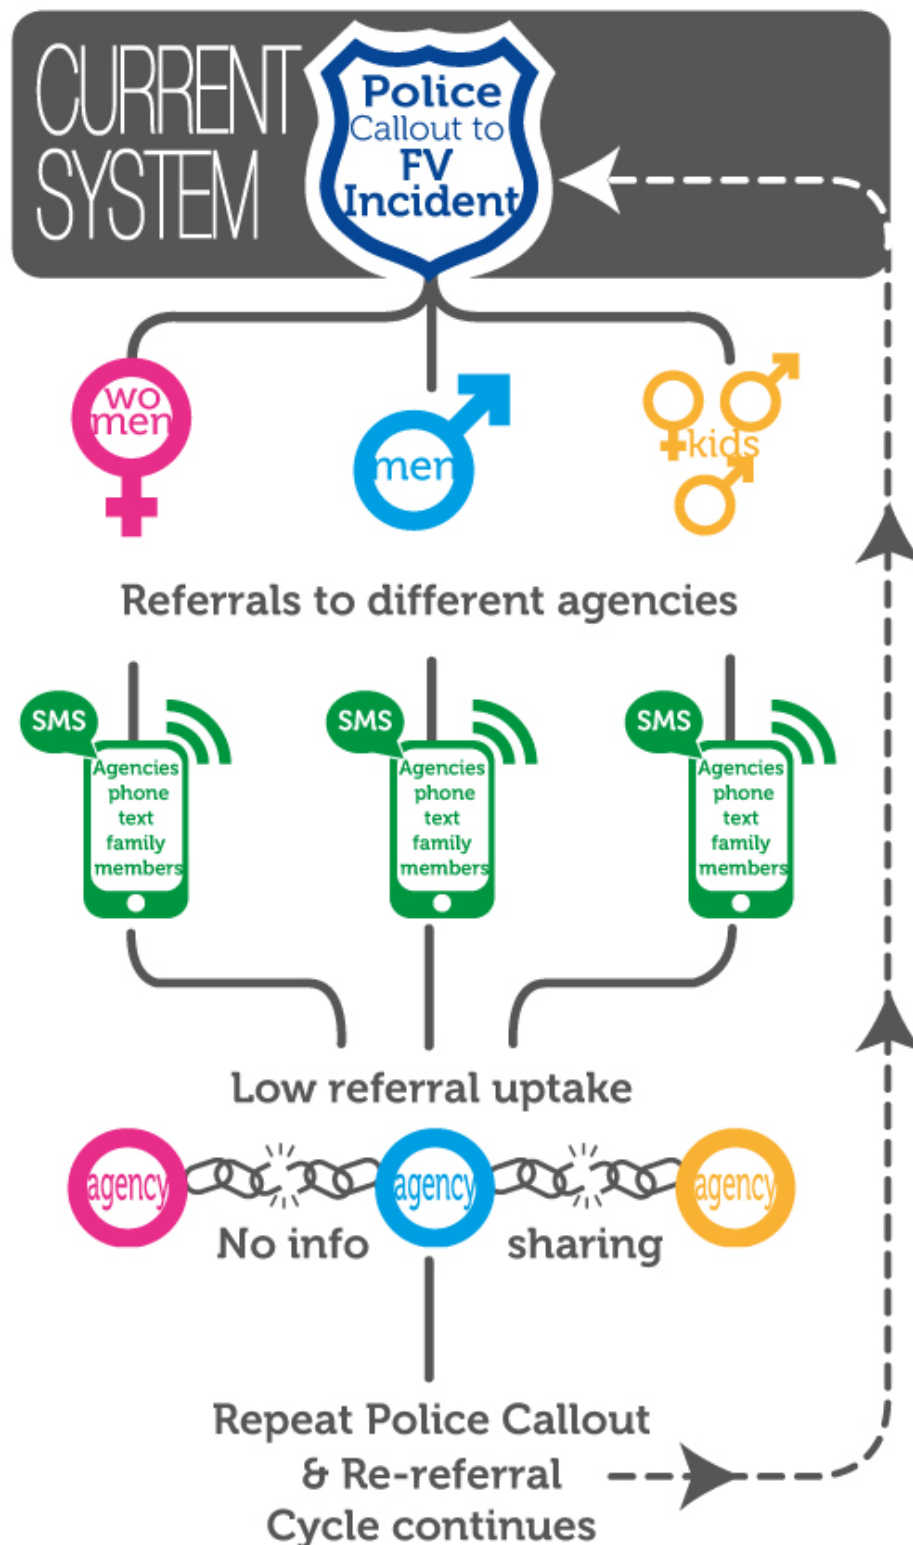 CURRENT
SYSTEM
Police
Callout to
FV
Incident
wo
men
men
kids
Referrals to different agencies
SMS
Agencies
phone
text
family
members
SMS
Agencies
phone
text
family
members
SMS
Agencies
phone
text
family
members
Low referral uptake
agency
agency
agency
No info sharing
Repeat Police Callout
& Re-referral
Cycle continues